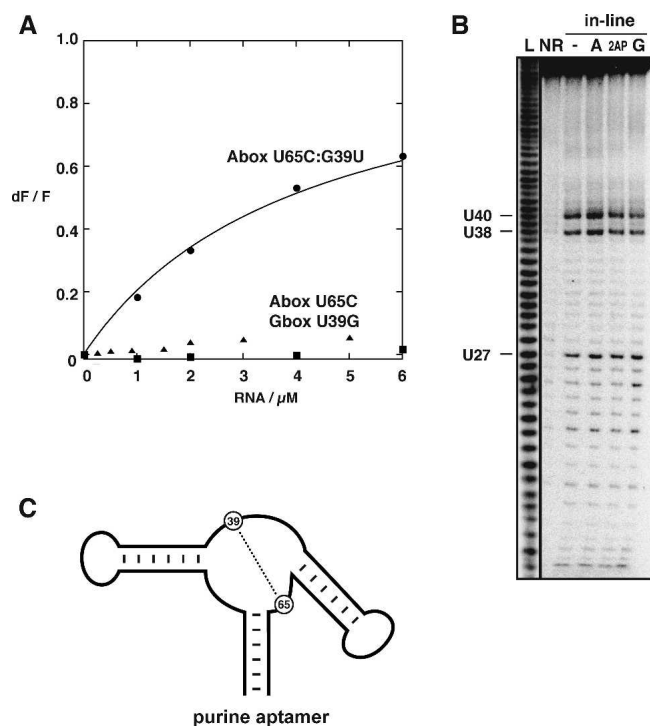 A
1.0
0.8
0.6
dF / F
0.4
0.2
0
0 1 2 3 4 5 6
RNA / µM
Abox U65C:G39U
Abox U65C
Gbox U39G
B
in-line
L NR - A 2AP G
U40
U38
U27
C
39
65
purine aptamer